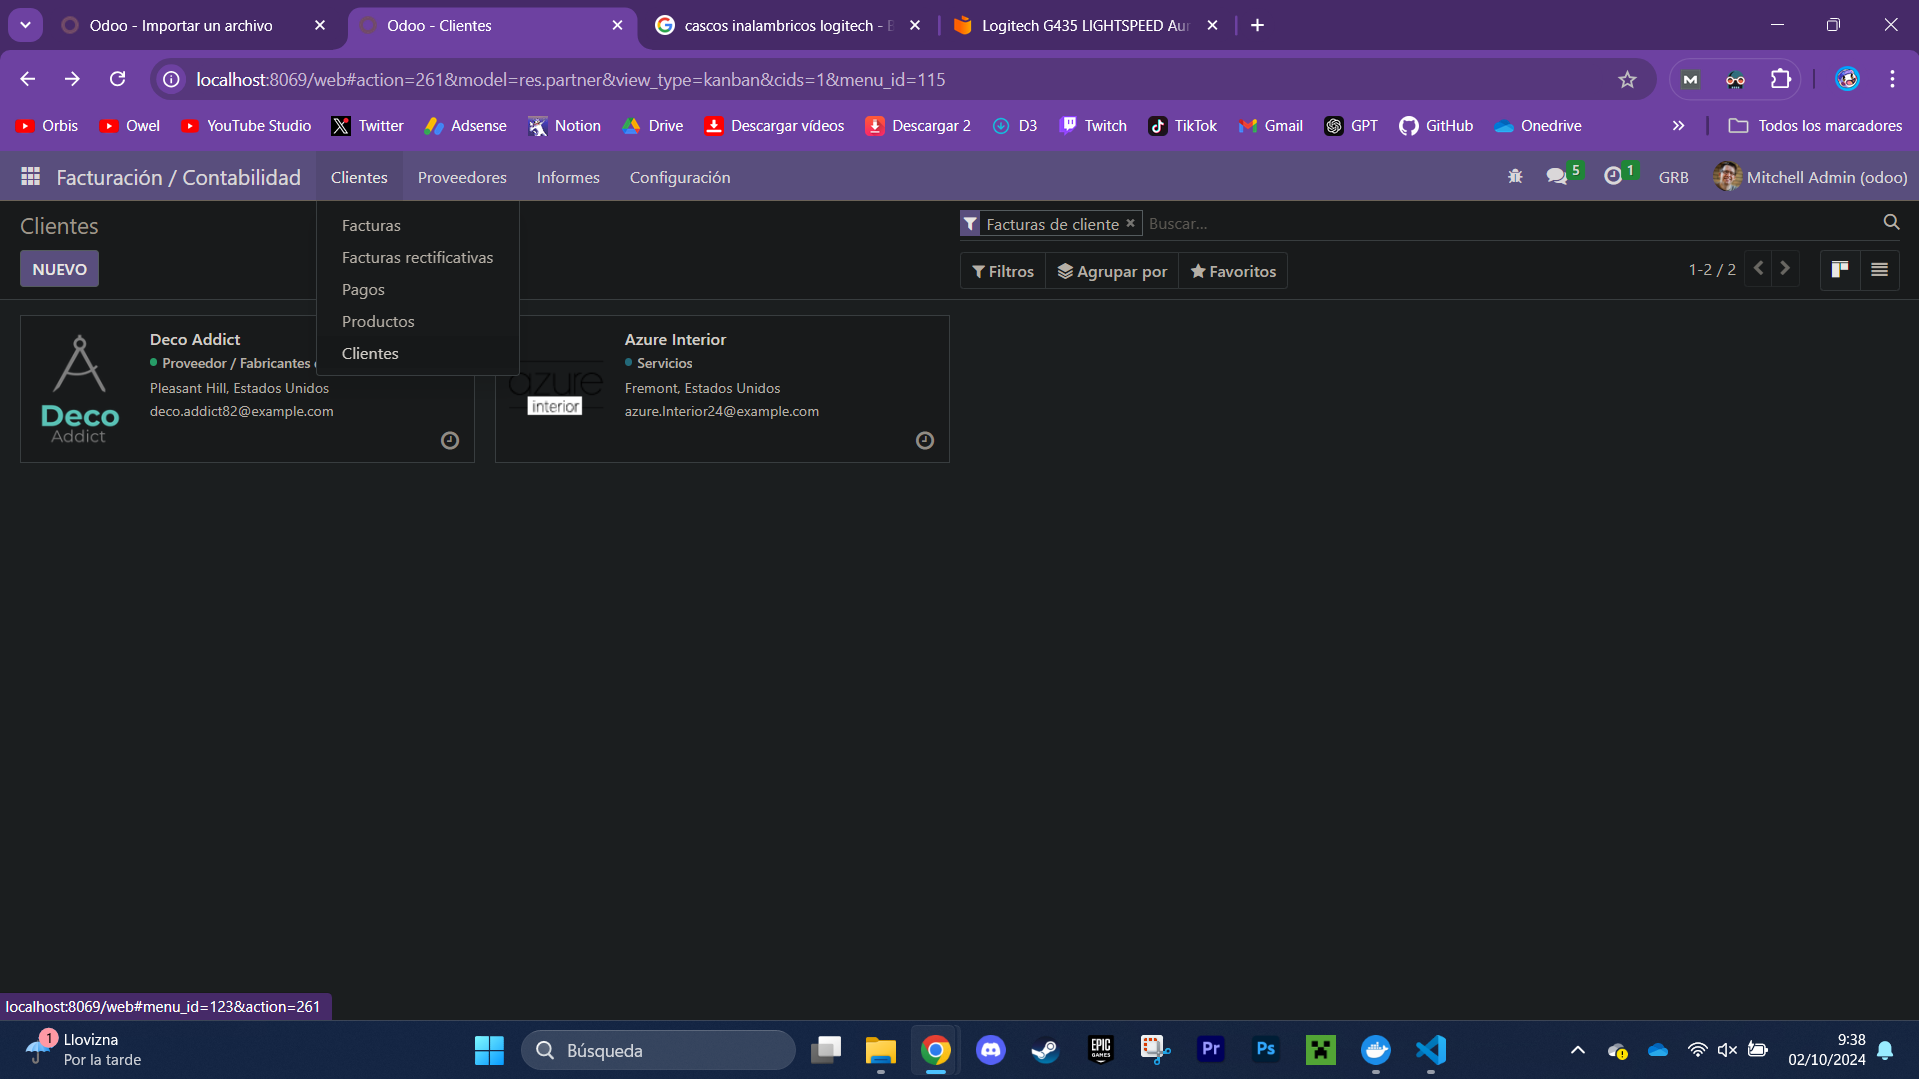 Odoo - Importar un archivo
Odoo - Clientes
cascos inalambricos logitech - B
Logitech G435 LIGHTSPEED Aur
localhost:8069/web#action=261&model=res.partner&view_type=kanban&cids=1&menu_id=115
Orbis
Owel
YouTube Studio
Twitter
Adsense
Notion
Drive
Descargar vídeos
Descargar 2
D3
Twitch
TikTok
Gmail
GPT
GitHub
Onedrive
Todos los marcadores
Facturación / Contabilidad
Clientes
Proveedores
Informes
Configuración
5
1
GRB
Mitchell Admin (odoo)
Clientes
NUEVO
Facturas
Facturas rectificativas
Pagos
Productos
Clientes
Facturas de cliente
Buscar...
Filtros
Agrupar por
Favoritos
1-2 / 2
Deco Addict
Proveedor / Fabricantes
Pleasant Hill, Estados Unidos
deco.addict82@example.com
Deco
Addict
Azure Interior
Servicios
Fremont, Estados Unidos
azure.Interior24@example.com
azure
interior
localhost:8069/web#menu_id=123&action=261
1
Llovizna
Por la tarde
Búsqueda
EPIC
GAMES
Pr
Ps
9:38
02/10/2024